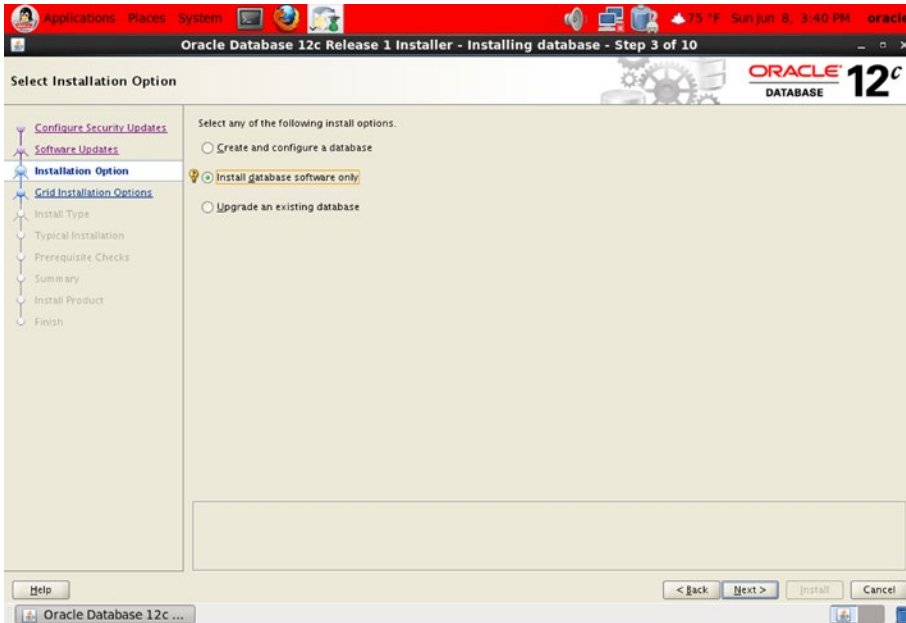 Applications Places System 75 °F Sun Jun 8, 3:40 PM oracle
Oracle Database 12c Release 1 Installer - Installing database - Step 3 of 10
Select Installation Option
ORACLE
DATABASE
12c
Configure Security Updates
Software Updates
Installation Option
Grid Installation Options
Install Type
Typical Installation
Prerequisite Checks
Summary
Install Product
Finish
Select any of the following install options.
Create and configure a database
Install database software only
Upgrade an existing database
Help
< Back
Next >
Install
Cancel
Oracle Database 12c ...